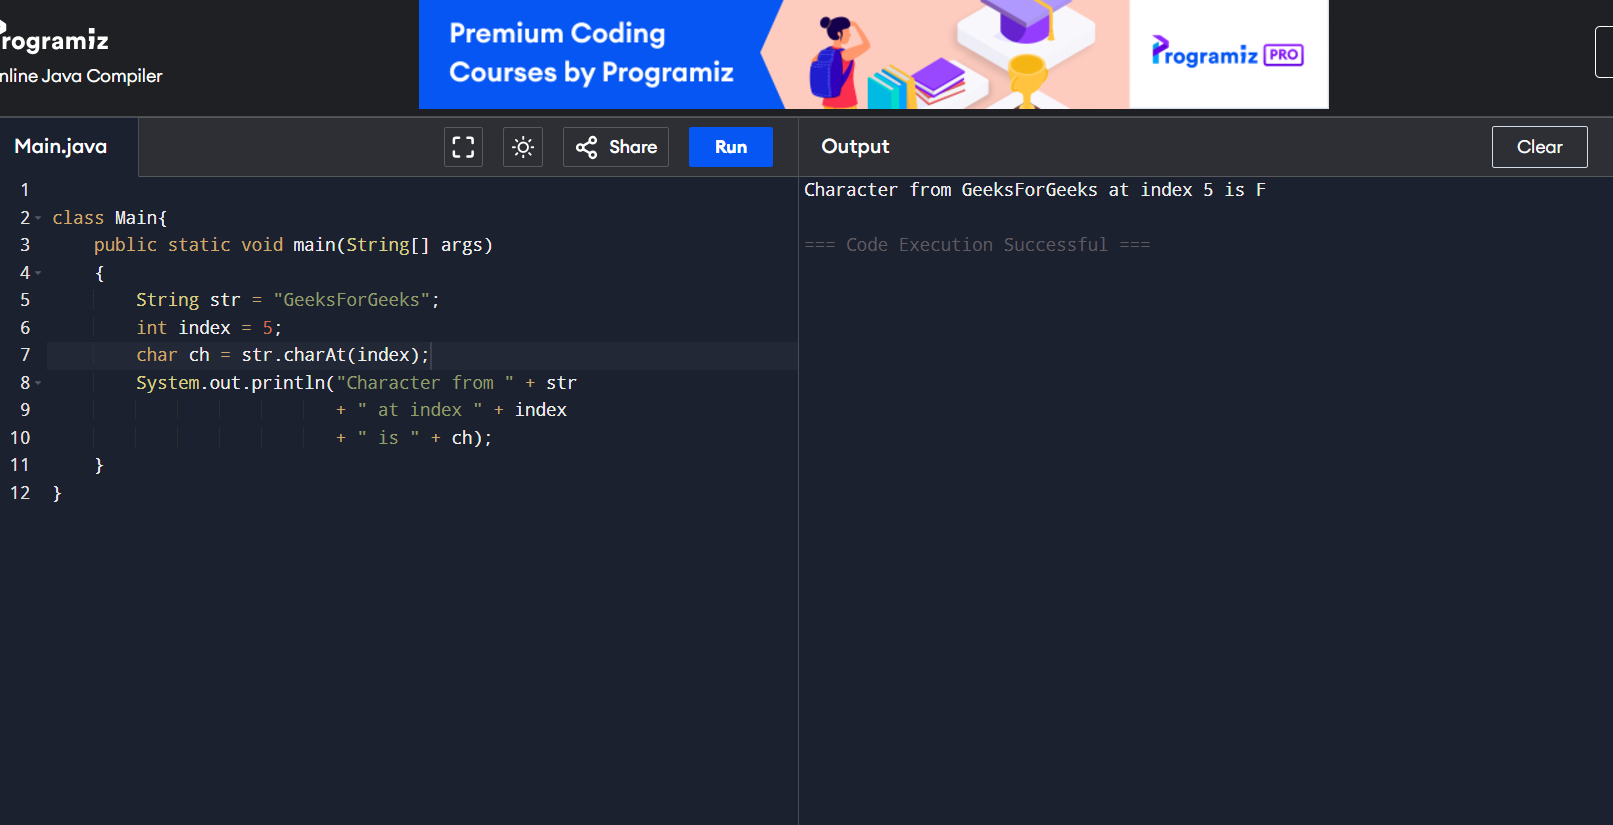 Programiz
nline Java Compiler
Premium Coding
Courses by Programiz
Programiz PRO
Main.java
Share
Run
Output
Clear
1
2 class Main{
3     public static void main(String[] args)
4     {
5         String str = "GeeksForGeeks";
6         int index = 5;
7         char ch = str.charAt(index);
8         System.out.println("Character from " + str
9                            + " at index " + index
10                            + " is " + ch);
11     }
12 }
Character from GeeksForGeeks at index 5 is F
=== Code Execution Successful ===